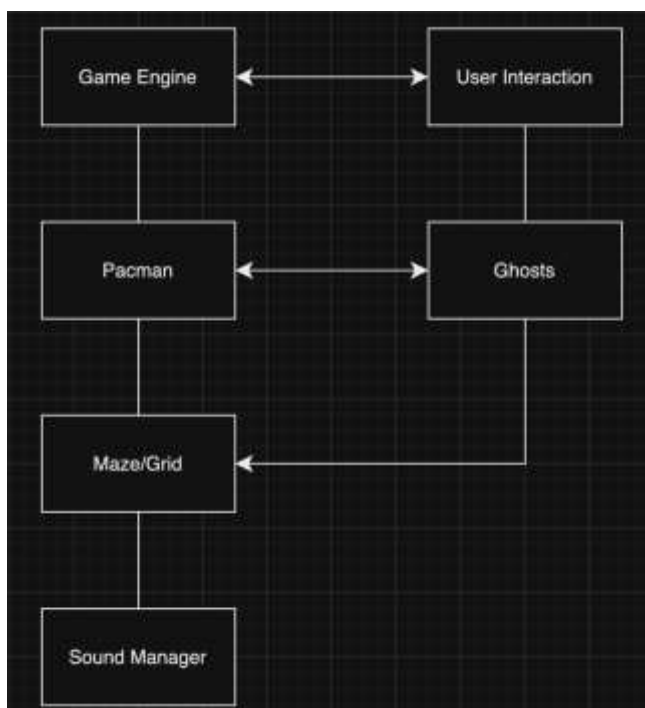 Game Engine
User Interaction
Pacman
Ghosts
Maze/Grid
Sound Manager